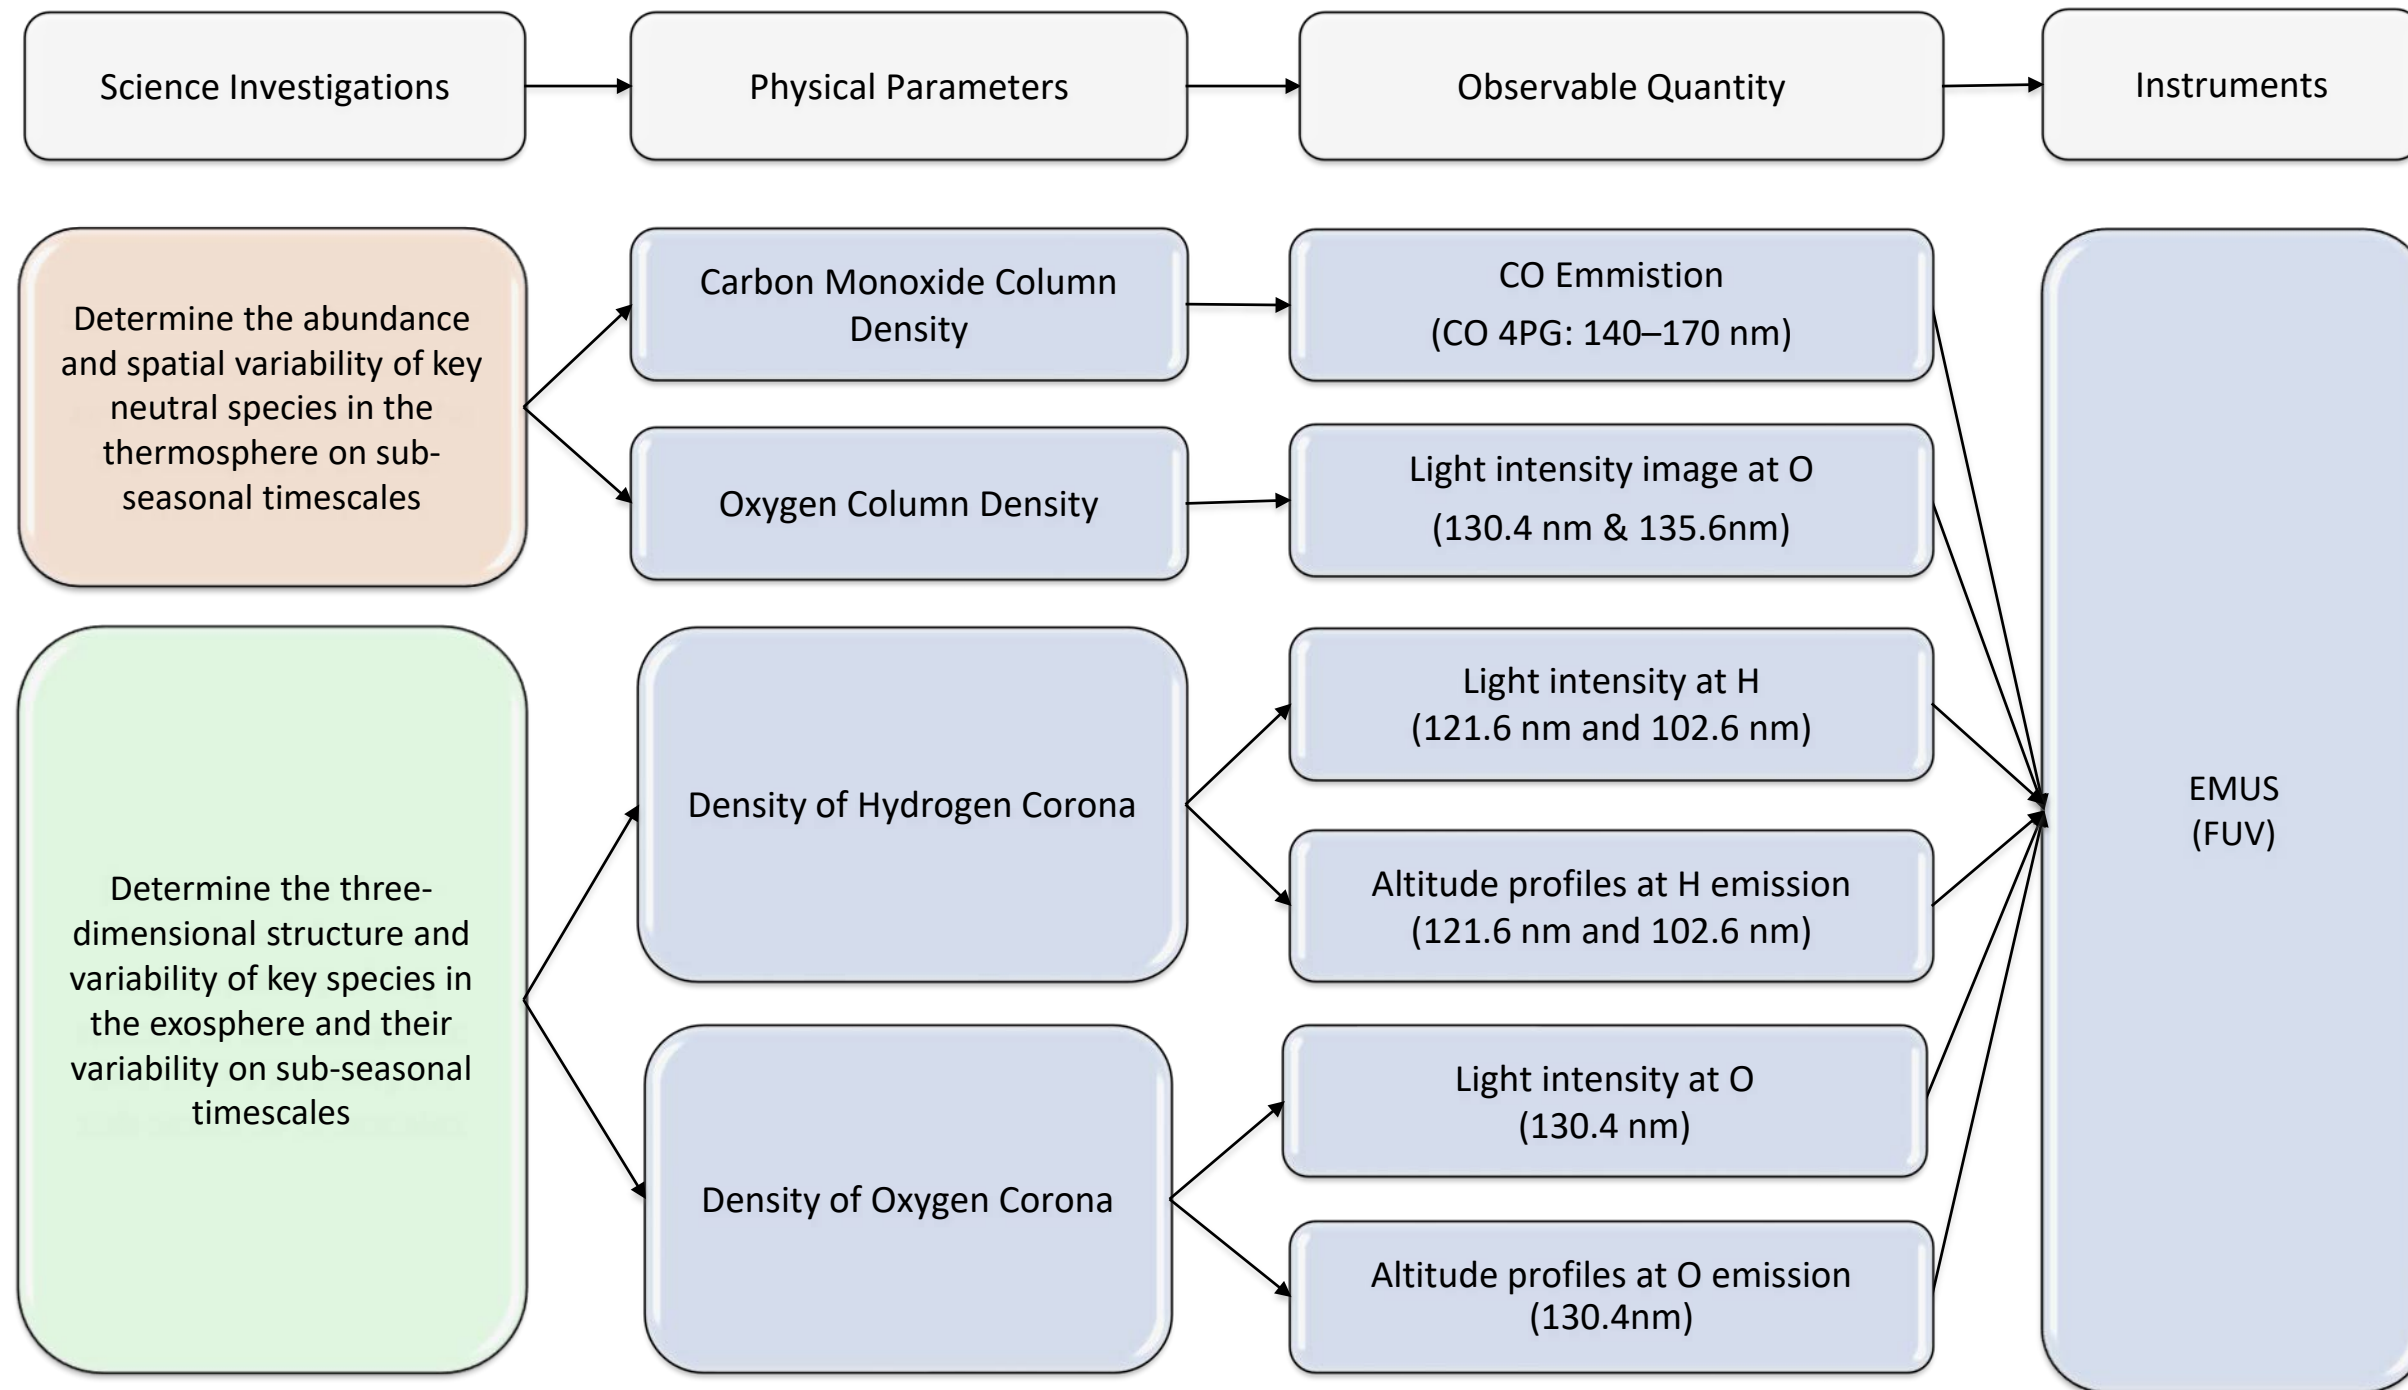 Science Investigations
Physical Parameters
Observable Quantity
Instruments
Determine the abundance
and spatial variability of key
neutral species in the
thermosphere on sub-
seasonal timescales
Carbon Monoxide Column
Density
CO Emmistion
(CO 4PG: 140–170 nm)
Oxygen Column Density
Light intensity image at O
(130.4 nm & 135.6nm)
Determine the three-
dimensional structure and
variability of key species in
the exosphere and their
variability on sub-seasonal
timescales
Density of Hydrogen Corona
Light intensity at H
(121.6 nm and 102.6 nm)
Altitude profiles at H emission
(121.6 nm and 102.6 nm)
Density of Oxygen Corona
Light intensity at O
(130.4 nm)
Altitude profiles at O emission
(130.4nm)
EMUS
(FUV)